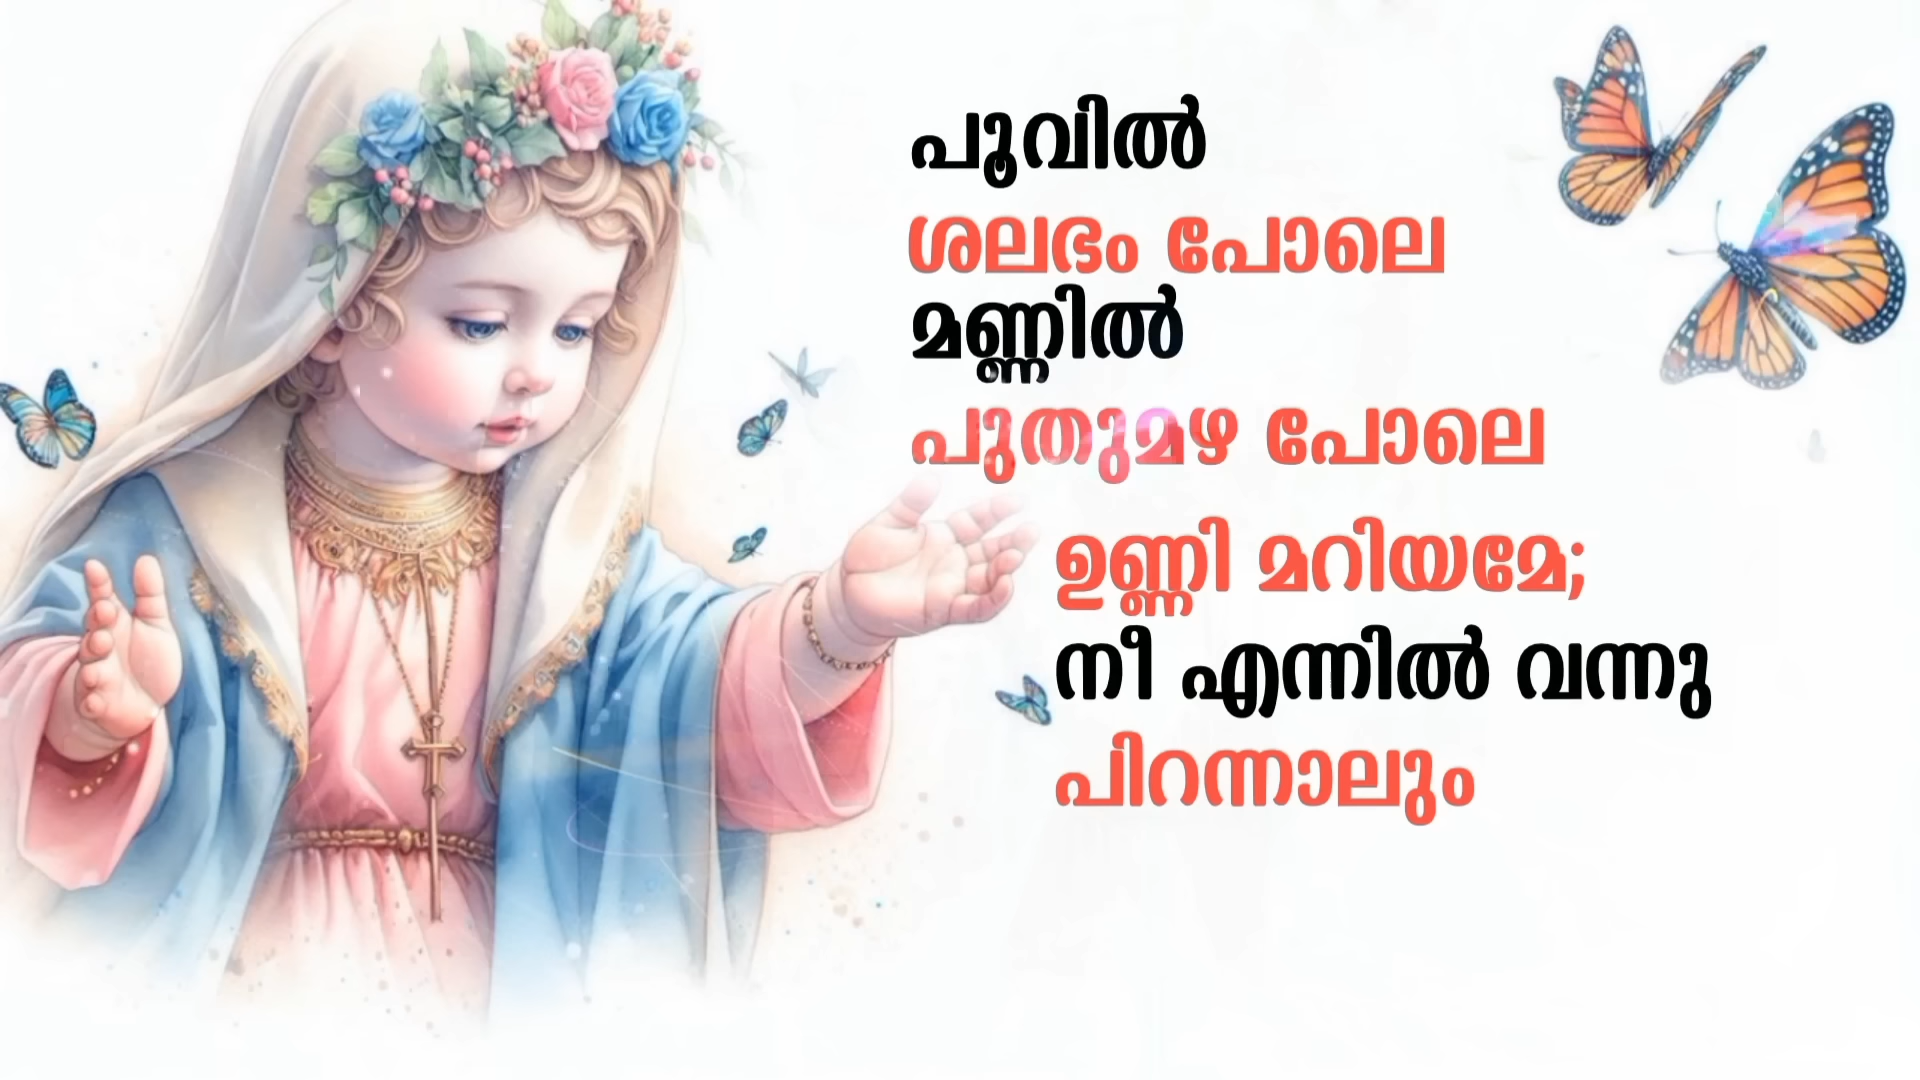 പൂവിൽ
ശലഭം പോലെ
മണ്ണിൽ
പുതുമഴ പോലെ
ഉണ്ണി മറിയമേ;
നീ എന്നിൽ വന്നു
പിറന്നാലും